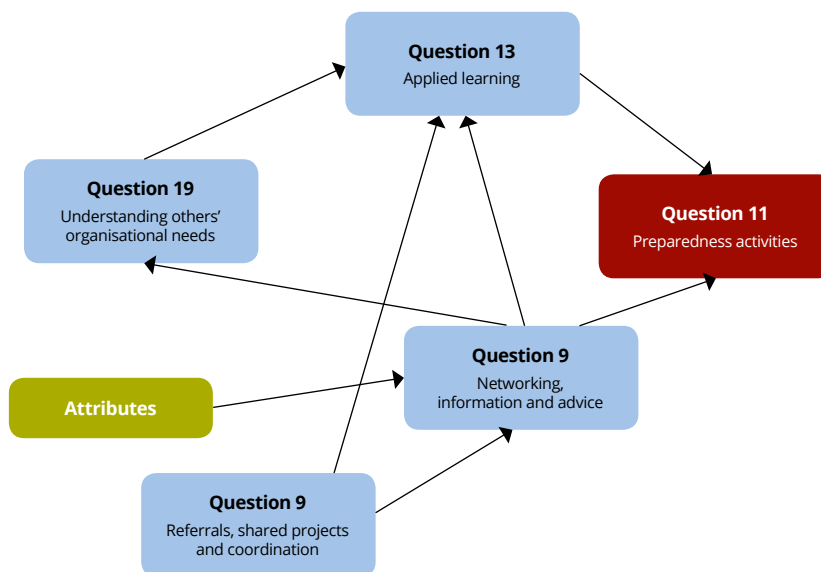 Question 13
Applied learning
Question 19
Understanding others’
organisational needs
Question 11
Preparedness activities
Question 9
Networking,
information and advice
Attributes
Question 9
Referrals, shared projects
and coordination